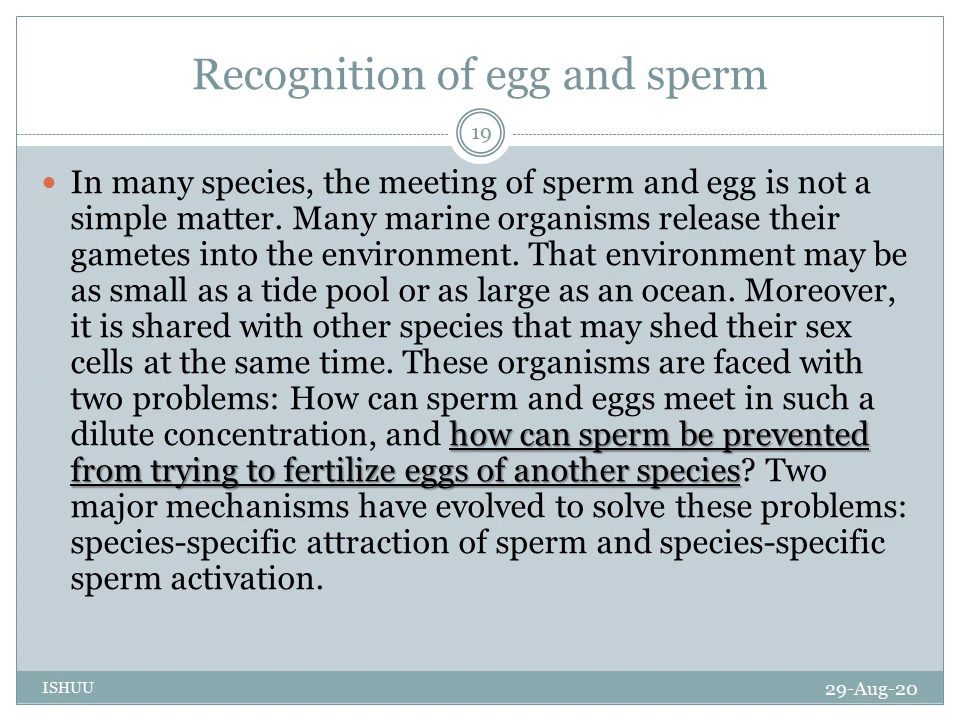 Recognition of egg and sperm
19
In many species, the meeting of sperm and egg is not a
simple matter. Many marine organisms release their
gametes into the environment. That environment may be
as small as a tide pool or as large as an ocean. Moreover,
it is shared with other species that may shed their sex
cells at the same time. These organisms are faced with
two problems: How can sperm and eggs meet in such a
dilute concentration, and how can sperm be prevented
from trying to fertilize eggs of another species? Two
major mechanisms have evolved to solve these problems:
species-specific attraction of sperm and species-specific
sperm activation.
ISHUU
29-Aug-20